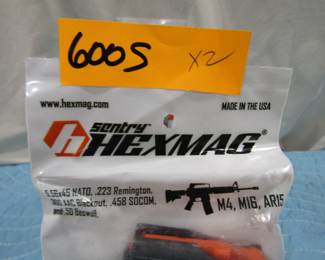 600S x2
www.hexmag.com MADE IN THE USA
sentry
HEXMAG
5.56x45 NATO, .223 Remington,
.300 AAC Blackout, .458 SOCOM,
and .50 Beowulf.
M4, M16, AR15